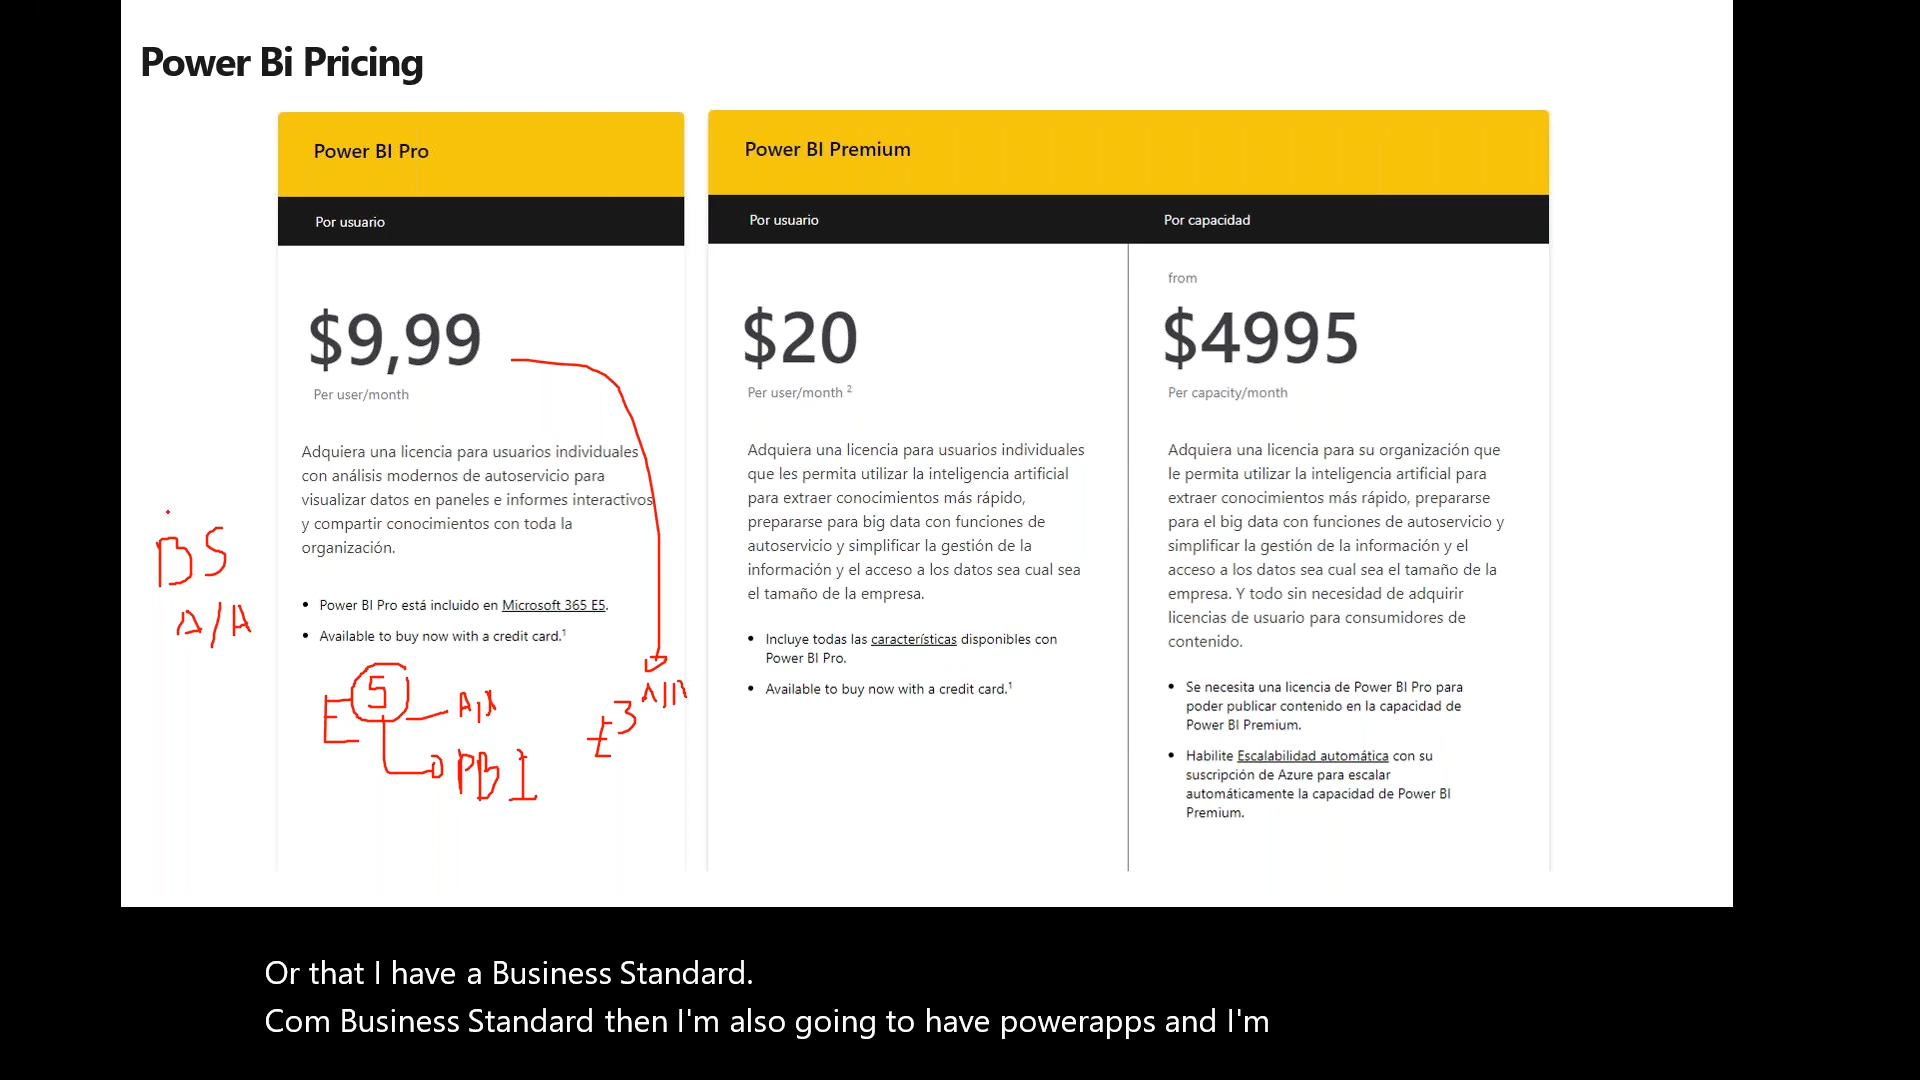 Power Bi Pricing
Power BI Pro
Por usuario
$9,99
Per user/month
Adquiera una licencia para usuarios individuales
con análisis modernos de autoservicio para
visualizar datos en paneles e informes interactivos
y compartir conocimientos con toda la
organización.
• Power BI Pro está incluido en Microsoft 365 E5.
• Available to buy now with a credit card.¹
Power BI Premium
Por usuario
$20
Per user/month ²
Adquiera una licencia para usuarios individuales
que les permita utilizar la inteligencia artificial
para extraer conocimientos más rápido,
prepararse para big data con funciones de
autoservicio y simplificar la gestión de la
información y el acceso a los datos sea cual sea
el tamaño de la empresa.
• Incluye todas las características disponibles con
Power BI Pro.
• Available to buy now with a credit card.¹
Por capacidad
from
$4995
Per capacity/month
Adquiera una licencia para su organización que
le permita utilizar la inteligencia artificial para
extraer conocimientos más rápido, prepararse
para el big data con funciones de autoservicio y
simplificar la gestión de la información y el
acceso a los datos sea cual sea el tamaño de la
empresa. Y todo sin necesidad de adquirir
licencias de usuario para consumidores de
contenido.
• Se necesita una licencia de Power BI Pro para
poder publicar contenido en la capacidad de
Power BI Premium.
• Habilite Escalabilidad automática con su
suscripción de Azure para escalar
automáticamente la capacidad de Power BI
Premium.
BS
A/A
E5
PBI
E3
Or that I have a Business Standard.
Com Business Standard then I'm also going to have powerapps and I'm